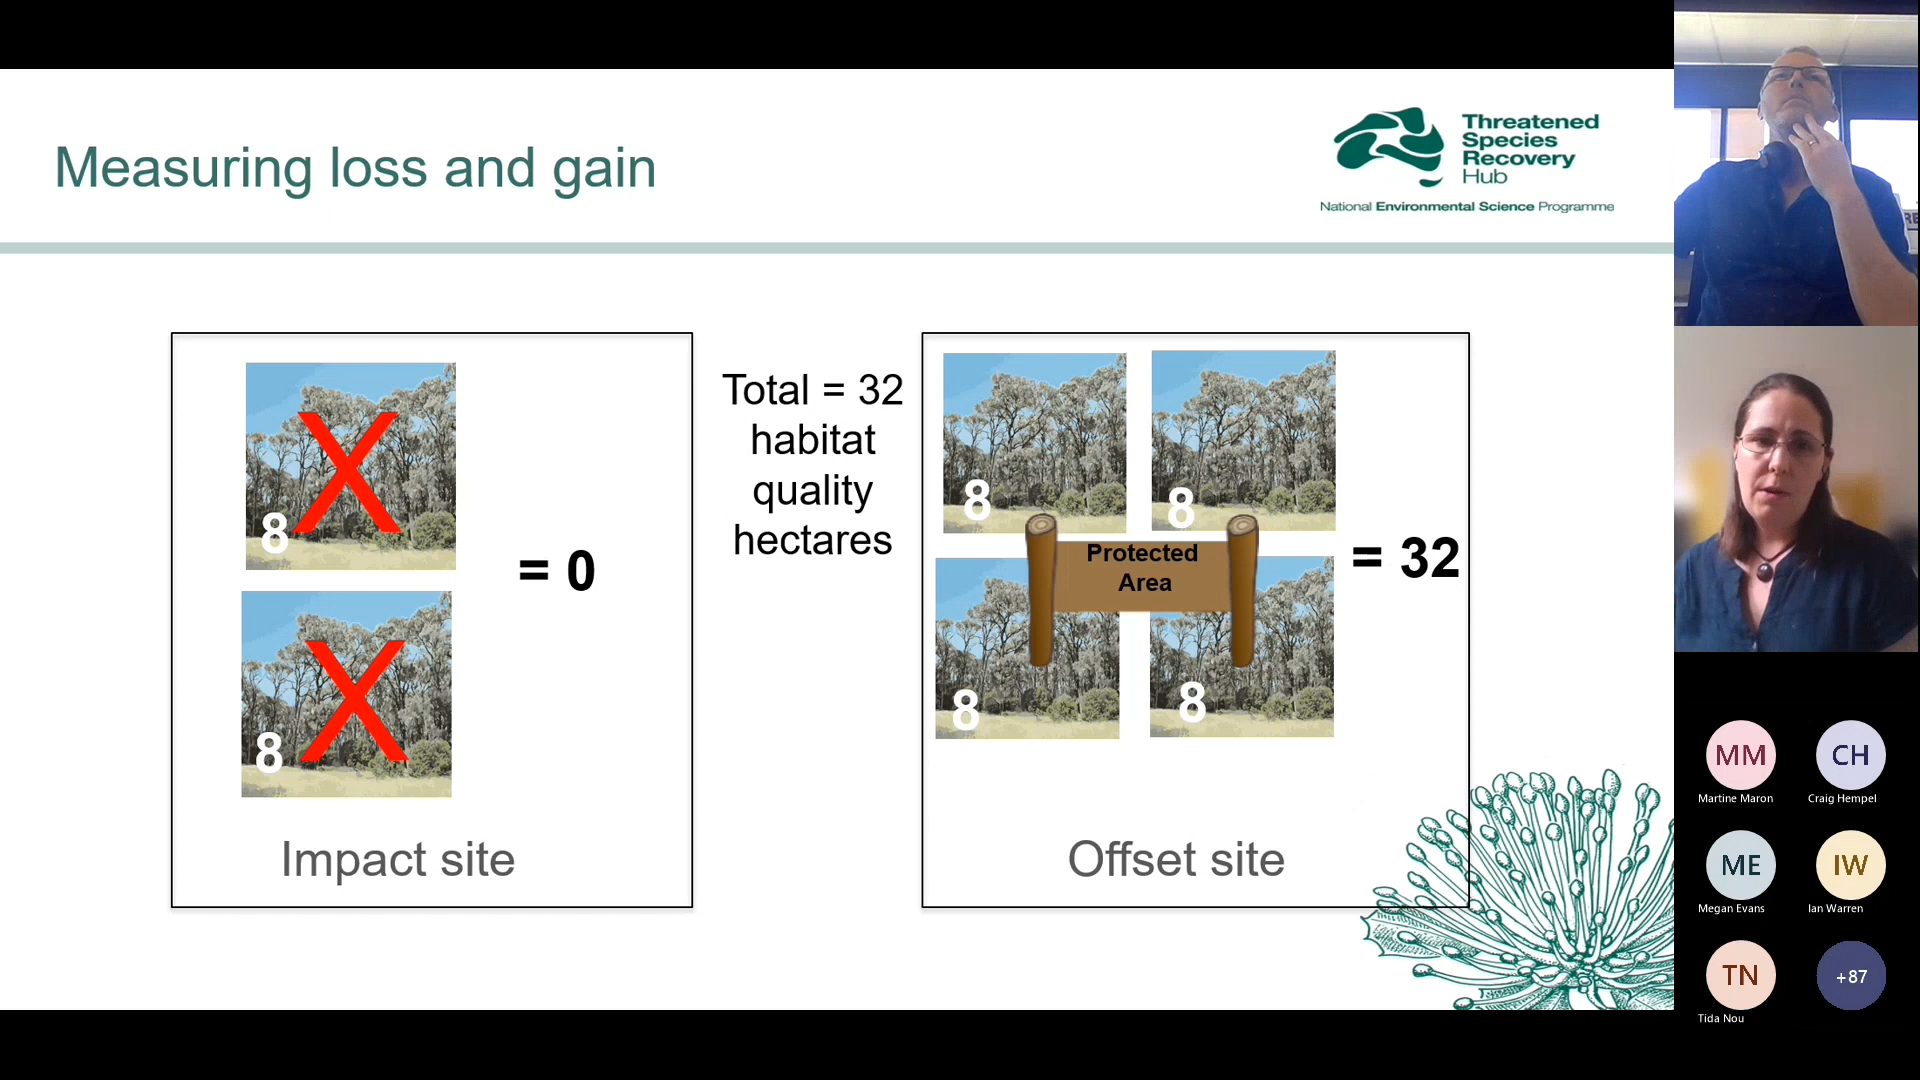 Measuring loss and gain
Threatened
Species
Recovery
Hub
National Environmental Science Programme
8
8
= 0
Impact site
Total = 32
habitat
quality
hectares
8
8
Protected
Area
8
8
= 32
Offset site
RE
MM
Martine Maron
CH
Craig Hempel
ME
Megan Evans
IW
Ian Warren
TN
Tida Nou
+87